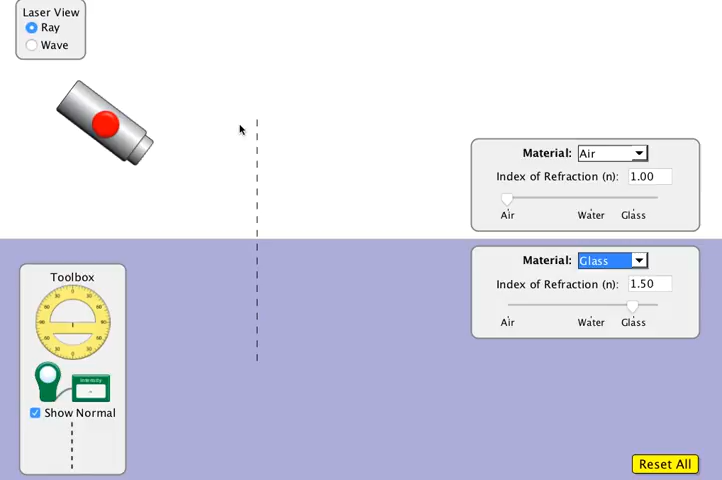 Laser View
Ray
Wave
Material: Air
Index of Refraction (n): 1.00
Air Water Glass
Material: Glass
Index of Refraction (n): 1.50
Air Water Glass
Toolbox
Intensity
-
Show Normal
Reset All